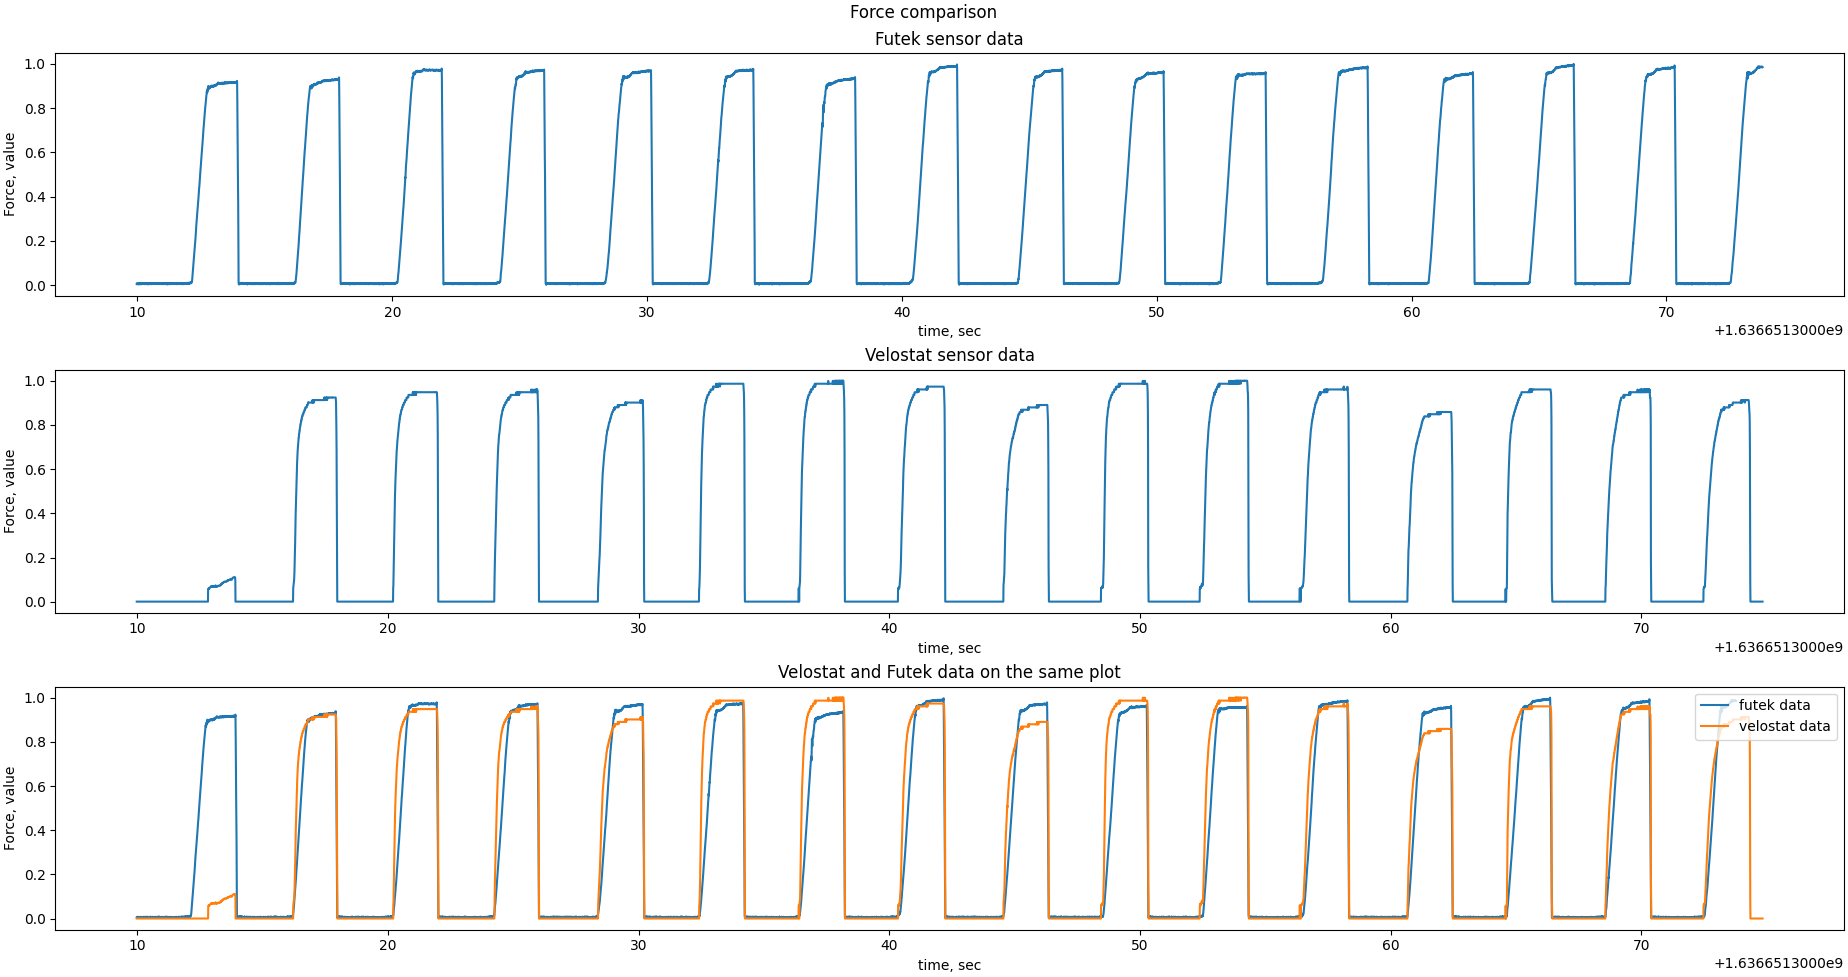 Force comparison
Futek sensor data
Force, value
1.0
0.8
0.6
0.4
0.2
0.0
10 20 30 40 50 60 70
time, sec
+1.6366513000e9
Velostat sensor data
Force, value
1.0
0.8
0.6
0.4
0.2
0.0
10 20 30 40 50 60 70
time, sec
+1.6366513000e9
Velostat and Futek data on the same plot
Force, value
1.0
0.8
0.6
0.4
0.2
0.0
futek data
velostat data
10 20 30 40 50 60 70
time, sec
+1.6366513000e9